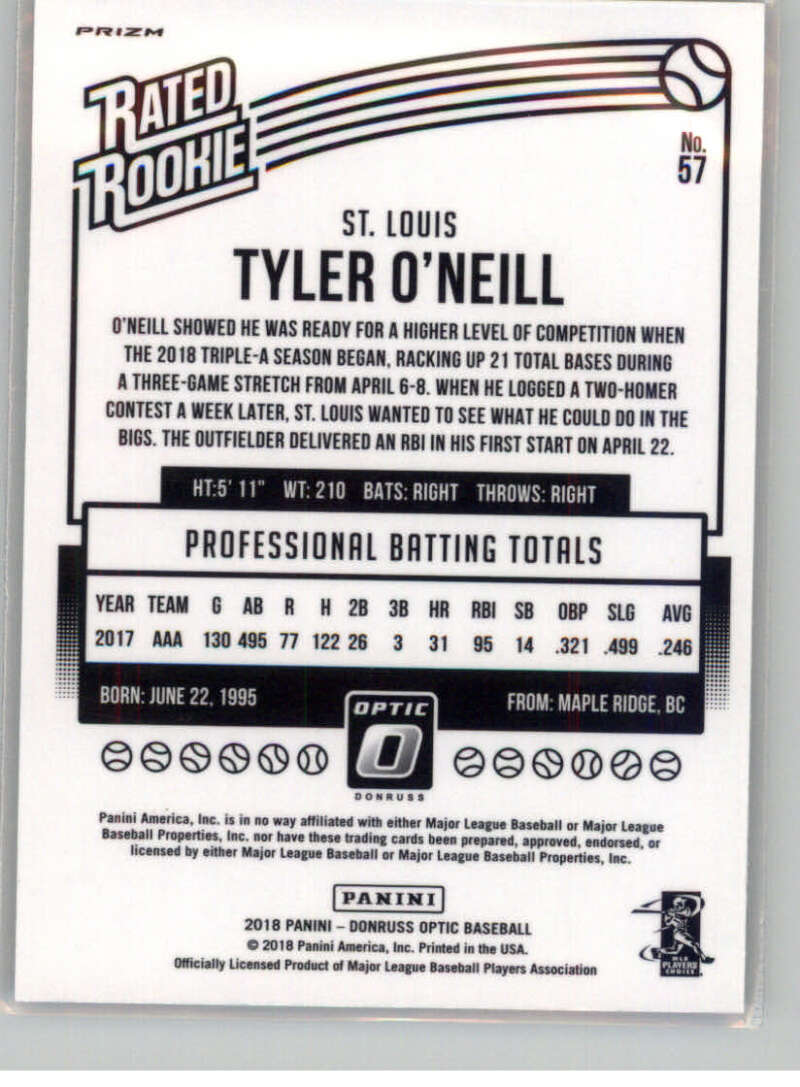 PRIZM
RATED
ROOKIE
No.
57
ST. LOUIS
TYLER O'NEILL
O'NEILL SHOWED HE WAS READY FOR A HIGHER LEVEL OF COMPETITION WHEN
THE 2018 TRIPLE-A SEASON BEGAN, RACKING UP 21 TOTAL BASES DURING
A THREE-GAME STRETCH FROM APRIL 6-8. WHEN HE LOGGED A TWO-HOMER
CONTEST A WEEK LATER, ST. LOUIS WANTED TO SEE WHAT HE COULD DO IN THE
BIGS. THE OUTFIELDER DELIVERED AN RBI IN HIS FIRST START ON APRIL 22.
HT:5' 11" WT: 210 BATS: RIGHT THROWS: RIGHT
PROFESSIONAL BATTING TOTALS
YEAR TEAM G AB R H 2B 3B HR RBI SB OBP SLG AVG
2017 AAA 130 495 77 122 26 3 31 95 14 .321 .499 .246
BORN: JUNE 22, 1995 FROM: MAPLE RIDGE, BC
OPTIC
O
DONRUSS
Panini America, Inc. is in no way affiliated with either Major League Baseball or Major League
Baseball Properties, Inc. nor have these trading cards been prepared, approved, endorsed, or
licensed by either Major League Baseball or Major League Baseball Properties, Inc.
PANINI
2018 PANINI – DONRUSS OPTIC BASEBALL
© 2018 Panini America, Inc. Printed in the USA.
Officially Licensed Product of Major League Baseball Players Association
MLB
PLAYERS
CHOICE